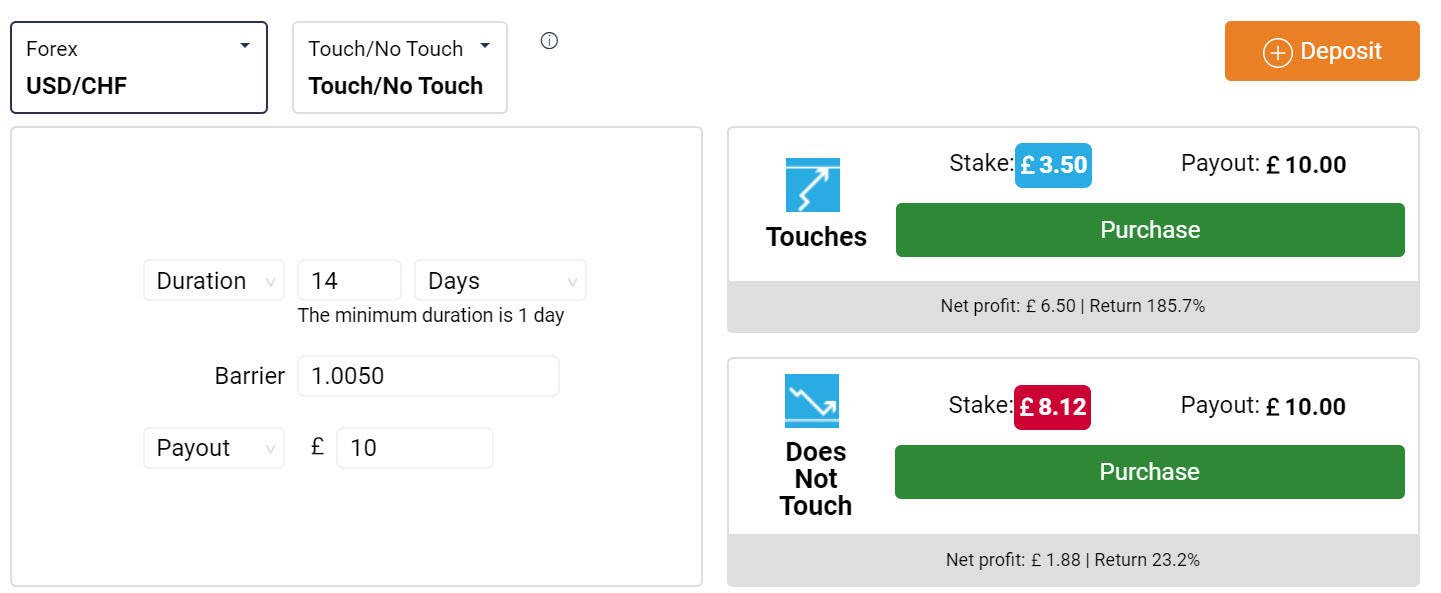 Forex
USD/CHF
Touch/No Touch
Touch/No Touch
Deposit
Duration 14 Days
The minimum duration is 1 day
Barrier 1.0050
Payout £ 10
Stake: £ 3.50 Payout: £ 10.00
Touches
Purchase
Net profit: £ 6.50 | Return 185.7%
Stake: £ 8.12 Payout: £ 10.00
Does
Not
Touch
Purchase
Net profit: £ 1.88 | Return 23.2%